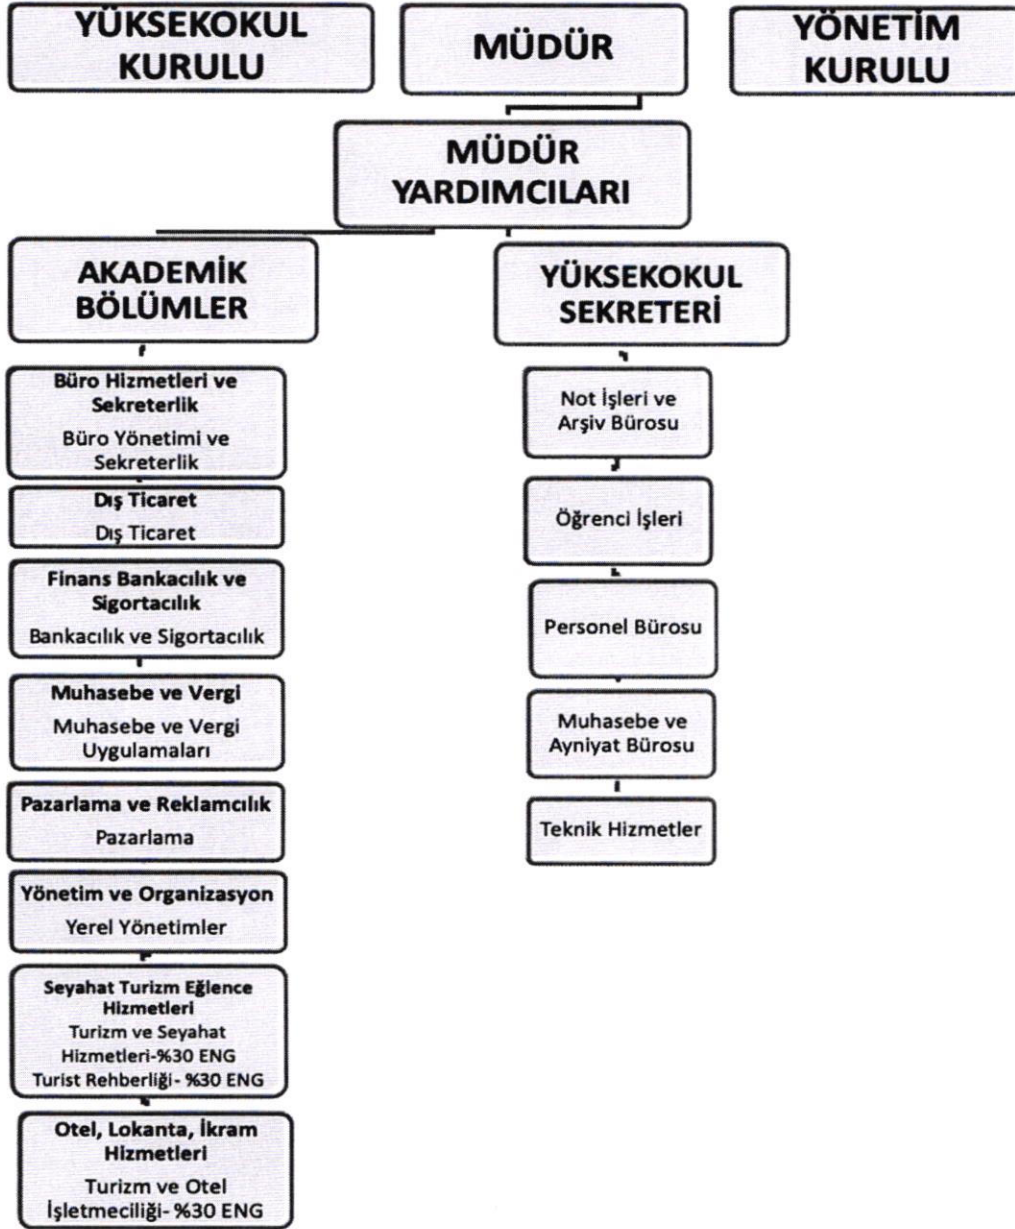 YÜKSEKOKUL
KURULU
MÜDÜR
YÖNETİM
KURULU
MÜDÜR
YARDIMCILARI
AKADEMİK
BÖLÜMLER
Büro Hizmetleri ve
Sekreterlik
Büro Yönetimi ve
Sekreterlik
Dış Ticaret
Dış Ticaret
Finans Bankacılık ve
Sigortacılık
Bankacılık ve Sigortacılık
Muhasebe ve Vergi
Muhasebe ve Vergi
Uygulamaları
Pazarlama ve Reklamcılık
Pazarlama
Yönetim ve Organizasyon
Yerel Yönetimler
Seyahat Turizm Eğlence
Hizmetleri
Turizm ve Seyahat
Hizmetleri-%30 ENG
Turist Rehberliği- %30 ENG
Otel, Lokanta, İkram
Hizmetleri
Turizm ve Otel
İşletmeciliği- %30 ENG
YÜKSEKOKUL
SEKRETERİ
Not İşleri ve
Arşiv Bürosu
Öğrenci İşleri
Personel Bürosu
Muhasebe ve
Ayniyat Bürosu
Teknik Hizmetler